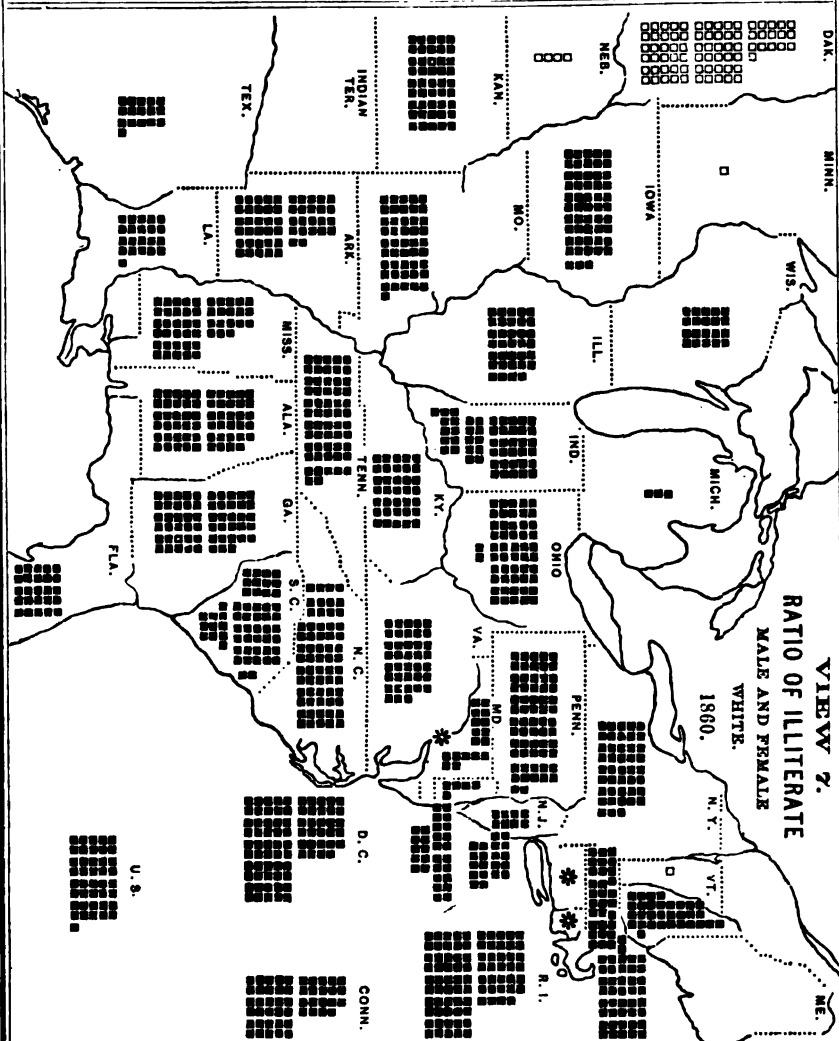 VIEW 7.
RATIO OF ILLITERATE
MALE AND FEMALE
WHITE.
1860.
DAK.
MINN.
WIS.
MICH.
N. Y.
VT.
ME.
NEB.
IOWA
ILL.
IND.
OHIO
PENN.
N. J.
R. I.
KAN.
MO.
KY.
VA.
MD
INDIAN
TER.
ARK.
TENN.
N. C.
D. C.
CONN.
TEX.
LA.
MISS.
ALA.
GA.
S. C.
FLA.
U. S.